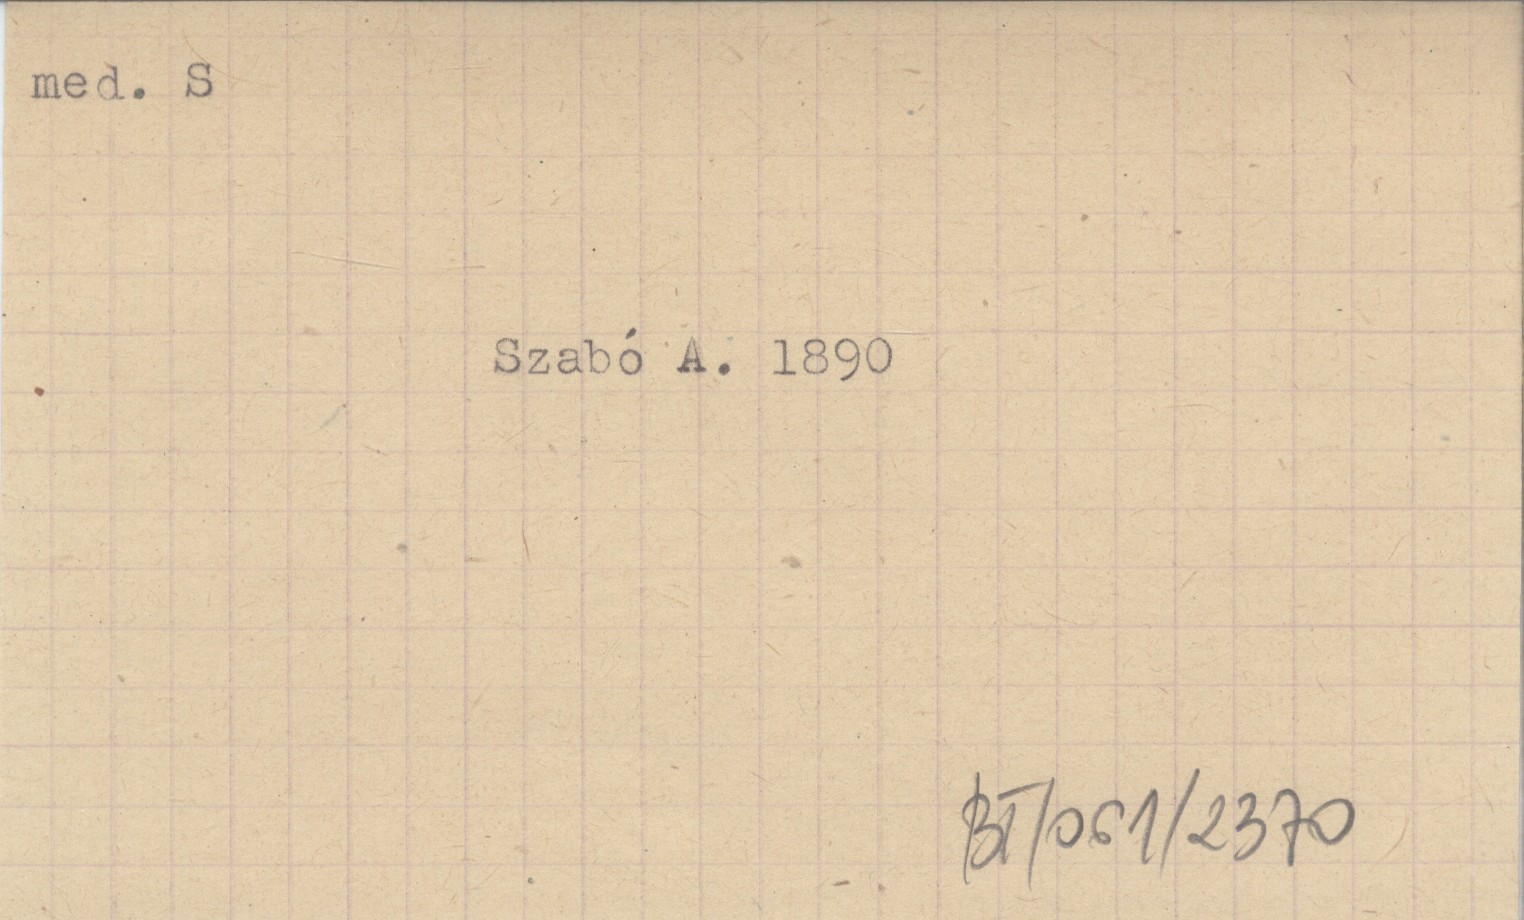 med. S
Szabó A. 1890
BT/061/2370